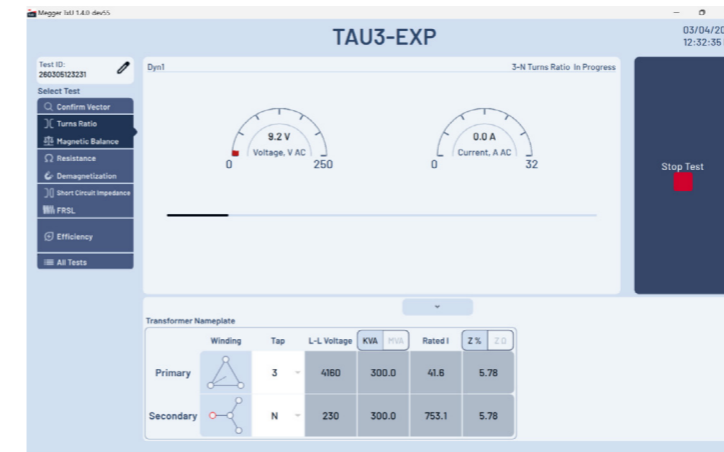 Megger TxU 1.4.0-dev55
TAU3-EXP
03/04/20
12:32:35
Test ID:
260305123231
Select Test
Confirm Vector
Turns Ratio
Magnetic Balance
Resistance
Demagnetization
Short Circuit Impedance
FRSL
Efficiency
All Tests
Dyn1
3-N Turns Ratio In Progress
9.2 V
Voltage, V AC
0 250
0.0 A
Current, A AC
0 32
Stop Test
Transformer Nameplate
Winding Tap L-L Voltage KVA MVA Rated I Z % Z Ω
Primary 3 4160 300.0 41.6 5.78
Secondary N 230 300.0 753.1 5.78